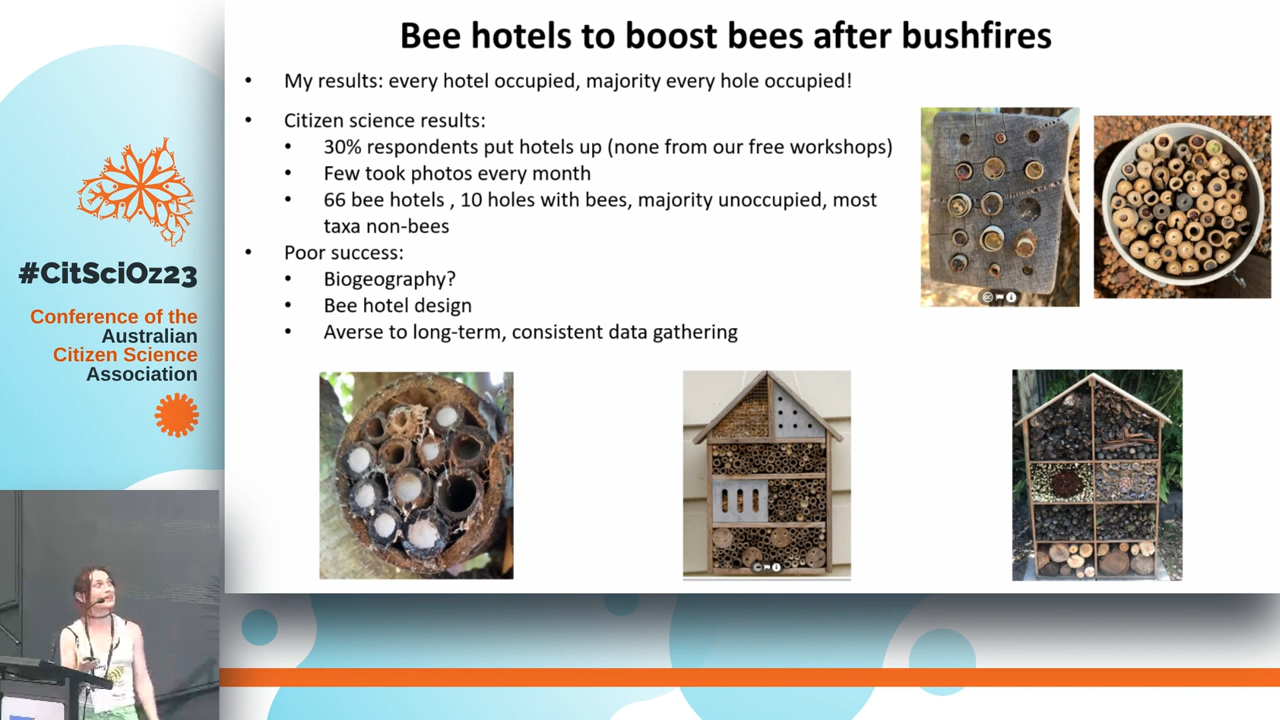 Bee hotels to boost bees after bushfires
• My results: every hotel occupied, majority every hole occupied!
• Citizen science results:
• 30% respondents put hotels up (none from our free workshops)
• Few took photos every month
• 66 bee hotels , 10 holes with bees, majority unoccupied, most
taxa non-bees
• Poor success:
• Biogeography?
• Bee hotel design
• Averse to long-term, consistent data gathering
#CitSciOz23
Conference of the
Australian
Citizen Science
Association